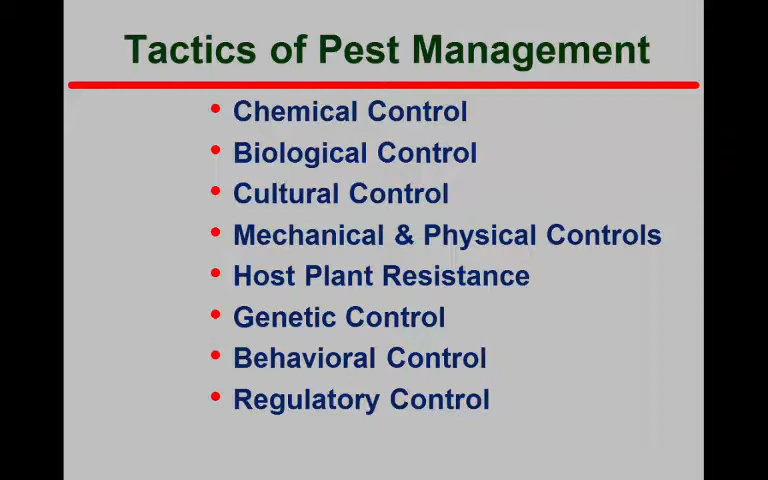 Tactics of Pest Management
• Chemical Control
• Biological Control
• Cultural Control
• Mechanical & Physical Controls
• Host Plant Resistance
• Genetic Control
• Behavioral Control
• Regulatory Control